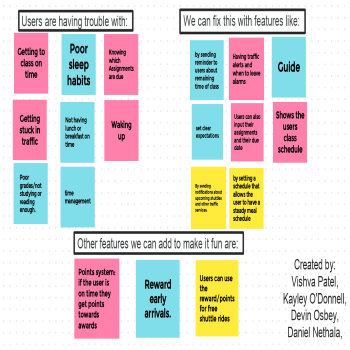 Users are having trouble with:
Getting to
class on
time
Poor
sleep
habits
Knowing
which
Assignments
are due
Getting
stuck in
traffic
Not having
lunch or
breakfast on
time
Waking
up
Poor
grades/not
studying or
reading
enough.
time
management
We can fix this with features like:
by sending
reminder to
users about
remaining
time of class
Having traffic
alerts and
when to leave
alarms
Guide
set clear
expectations
Users can also
input their
assignments
and their due
date
Shows the
users
class
schedule
By sending
notifications about
upcoming shuttles
and other traffic
services.
by setting a
schedule that
allows the
user to have a
steady meal
schedule
Other features we can add to make it fun are:
Points system:
if the user is
on time they
get points
towards
awards
Reward
early
arrivals.
Users can use
the
reward/points
for free
shuttle rides
Created by:
Vishva Patel,
Kayley O'Donnell,
Devin Osbey,
Daniel Nethala,